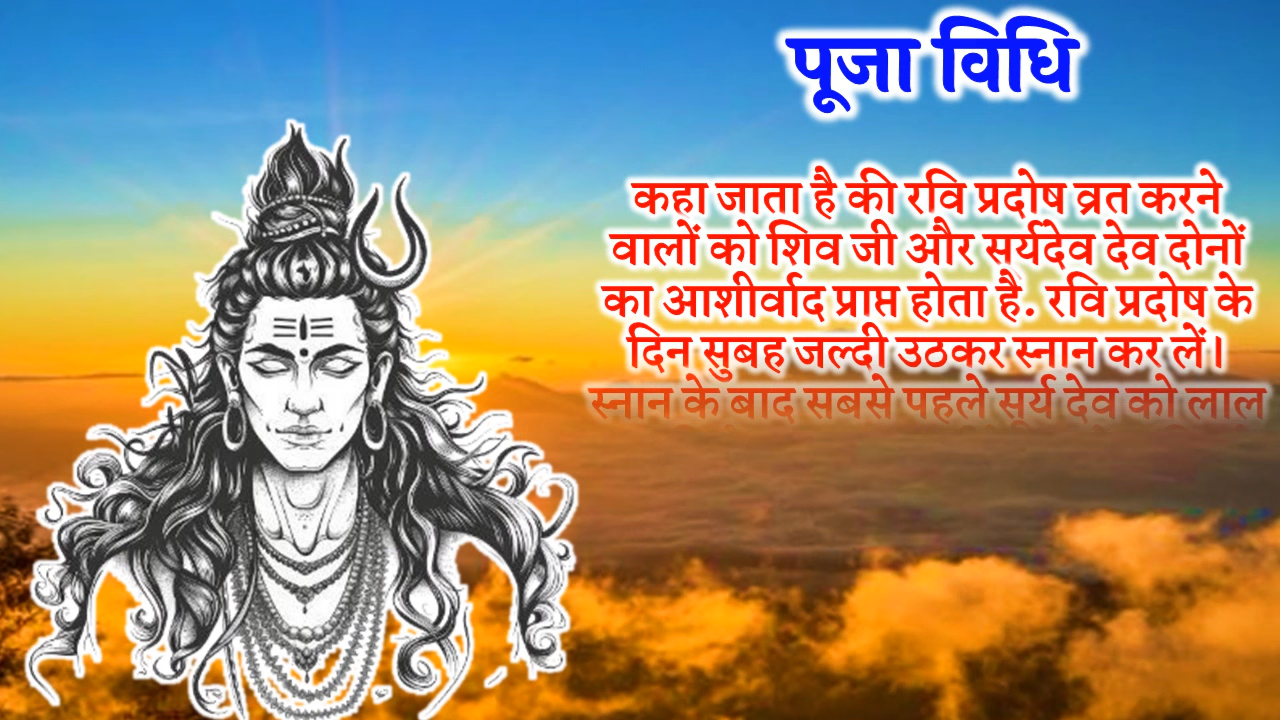 पूजा विधि
कहा जाता है की रवि प्रदोष व्रत करने
वालों को शिव जी और सर्यदेव देव दोनों
का आशीर्वाद प्राप्त होता है. रवि प्रदोष के
दिन सुबह जल्दी उठकर स्नान कर लें।
स्नान के बाद सबसे पहले सूर्य देव को लाल